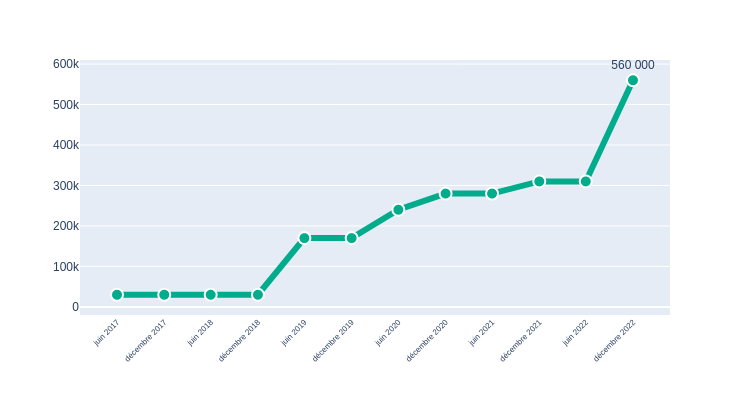 560 000
600k
500k
400k
300k
200k
100k
0
juin 2017
décembre 2017
juin 2018
décembre 2018
juin 2019
décembre 2019
juin 2020
décembre 2020
juin 2021
décembre 2021
juin 2022
décembre 2022